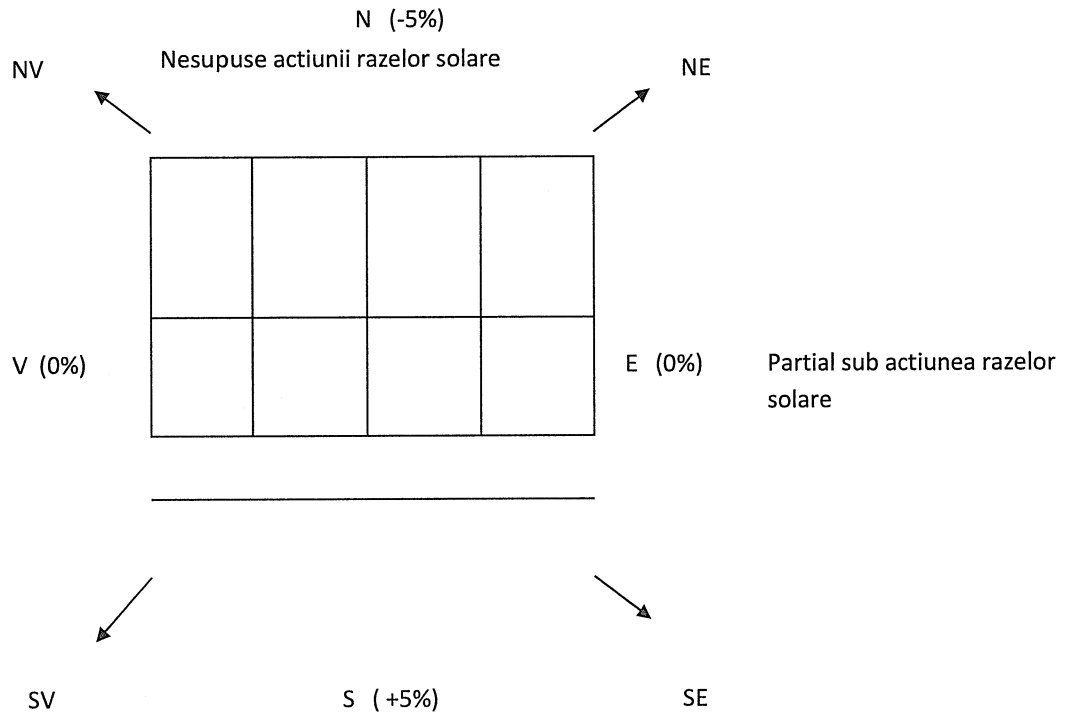 N (-5%)
Nesupuse actiunii razelor solare
NV
NE
V (0%)
E (0%)
Partial sub actiunea razelor
solare
SV
S ( +5%)
SE